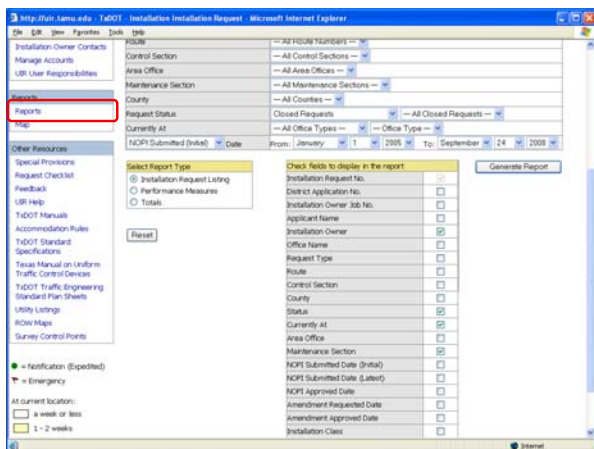 http://uir.tamu.edu - TxDOT - Installation Installation Request - Microsoft Internet Explorer
File Edit View Favorites Tools Help
Installation Owner Contacts
Manage Accounts
UIR User Responsibilities
Reports
Reports
Map
Other Resources
Special Provisions
Request Checklist
Feedback
UIR Help
TxDOT Manuals
Accommodation Rules
TxDOT Standard
Specifications
Texas Manual on Uniform
Traffic Control Devices
TxDOT Traffic Engineering
Standard Plan Sheets
Utility Listings
ROW Maps
Survey Control Points
= Notification (Expedited)
= Emergency
At current location:
a week or less
1 - 2 weeks
Route — All Route Numbers —
Control Section — All Control Sections —
Area Office — All Area Offices —
Maintenance Section — All Maintenance Sections —
County — All Counties —
Request Status Closed Requests — All Closed Requests —
Currently At — All Office Types — — Office Type —
NOPI Submitted (Initial) Date From: January 1 2005 To: September 24 2008
Select Report Type
Installation Request Listing
Performance Measures
Totals
Reset
Check fields to display in the report
Installation Request No.
District Application No.
Installation Owner Job No.
Applicant Name
Installation Owner
Office Name
Request Type
Route
Control Section
County
Status
Currently At
Area Office
Maintenance Section
NOPI Submitted Date (Initial)
NOPI Submitted Date (Latest)
NOPI Approved Date
Amendment Requested Date
Amendment Approved Date
Installation Class
Generate Report
Internet